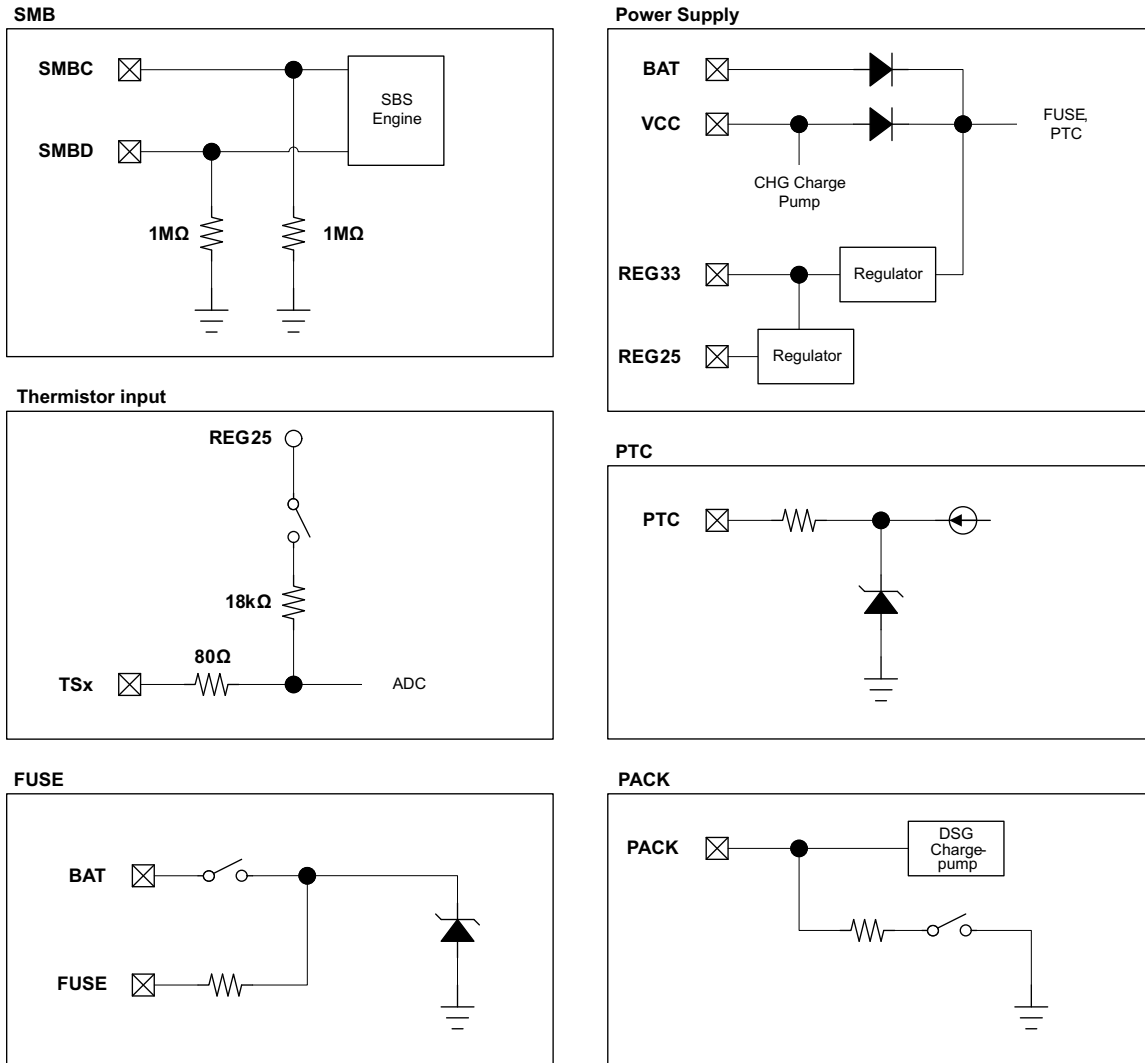 SMB
SMBC
SBS
Engine
SMBD
1MΩ
1MΩ
Power Supply
BAT
VCC
FUSE,
PTC
CHG Charge
Pump
REG33
Regulator
REG25
Regulator
Thermistor input
REG25
18kΩ
80Ω
TSx
ADC
PTC
PTC
FUSE
BAT
FUSE
PACK
PACK
DSG
Charge-
pump